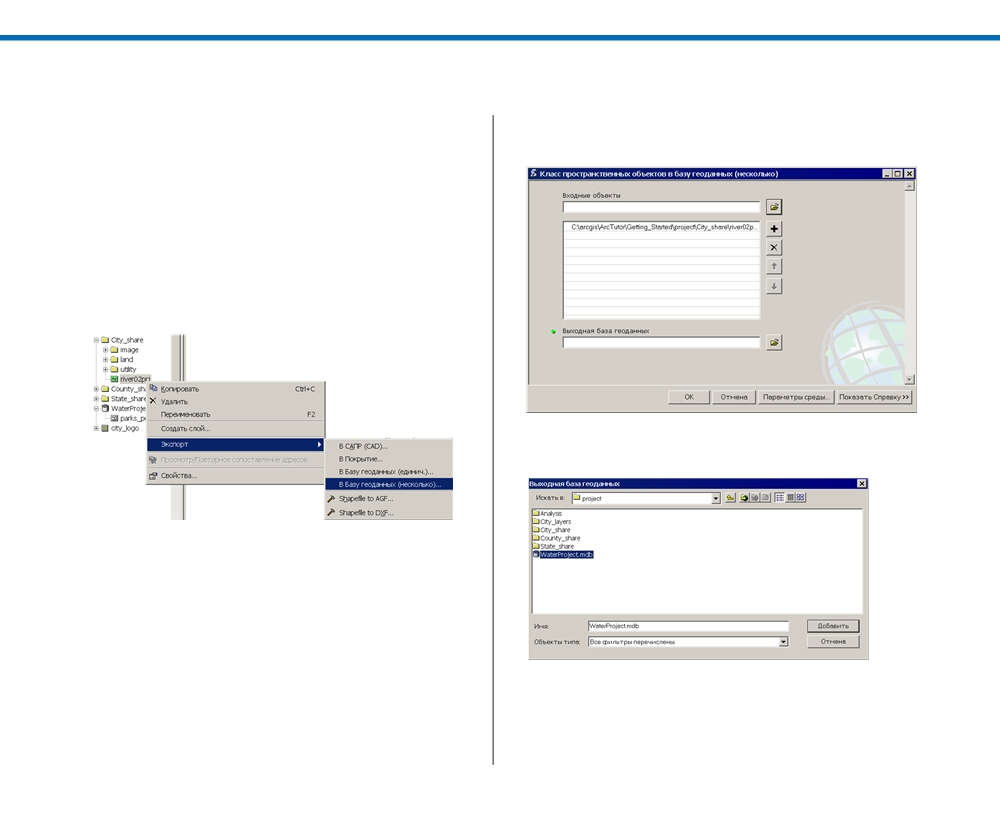 City_share
image
land
utility
river02prj
County_sha
State_share
WaterProje
parks_po
city_logo
Копировать Ctrl+C
Удалить
Переименовать F2
Создать слой...
Экспорт
Просмотр/Повторное сопоставление адресов
Свойства...
В САПР (CAD)...
В Покрытие...
В Базу геоданных (единич.)...
В Базу геоданных (несколько)...
Shapefile to AGF...
Shapefile to DXF...
Класс пространственных объектов в базу геоданных (несколько)
Входные объекты
C:\arcgis\ArcTutor\Getting_Started\project\City_share\river02p...
Выходная база геоданных
OK
Отмена
Параметры среды...
Показать Справку >>
Выходная база геоданных
Искать в: project
Analysis
City_layers
City_share
County_share
State_share
WaterProject.mdb
Имя: WaterProject.mdb
Добавить
Объекты типа: Все фильтры перечислены.
Отмена